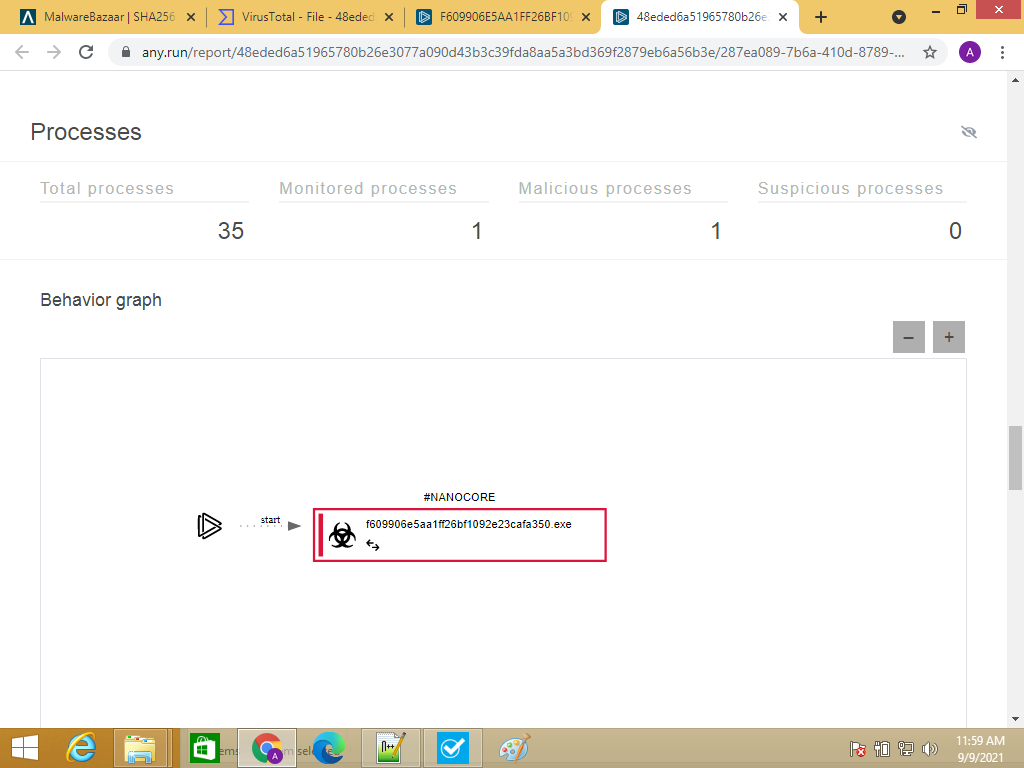 MalwareBazaar | SHA256
VirusTotal - File - 48eded
F609906E5AA1FF26BF109
48eded6a51965780b26e
any.run/report/48eded6a51965780b26e3077a090d43b3c39fda8aa5a3bd369f2879eb6a56b3e/287ea089-7b6a-410d-8789-...
A
Processes
Total processes
Monitored processes
Malicious processes
Suspicious processes
35
1
1
0
Behavior graph
− +
#NANOCORE
start
f609906e5aa1ff26bf1092e23cafa350.exe
A
11:59 AM
9/9/2021